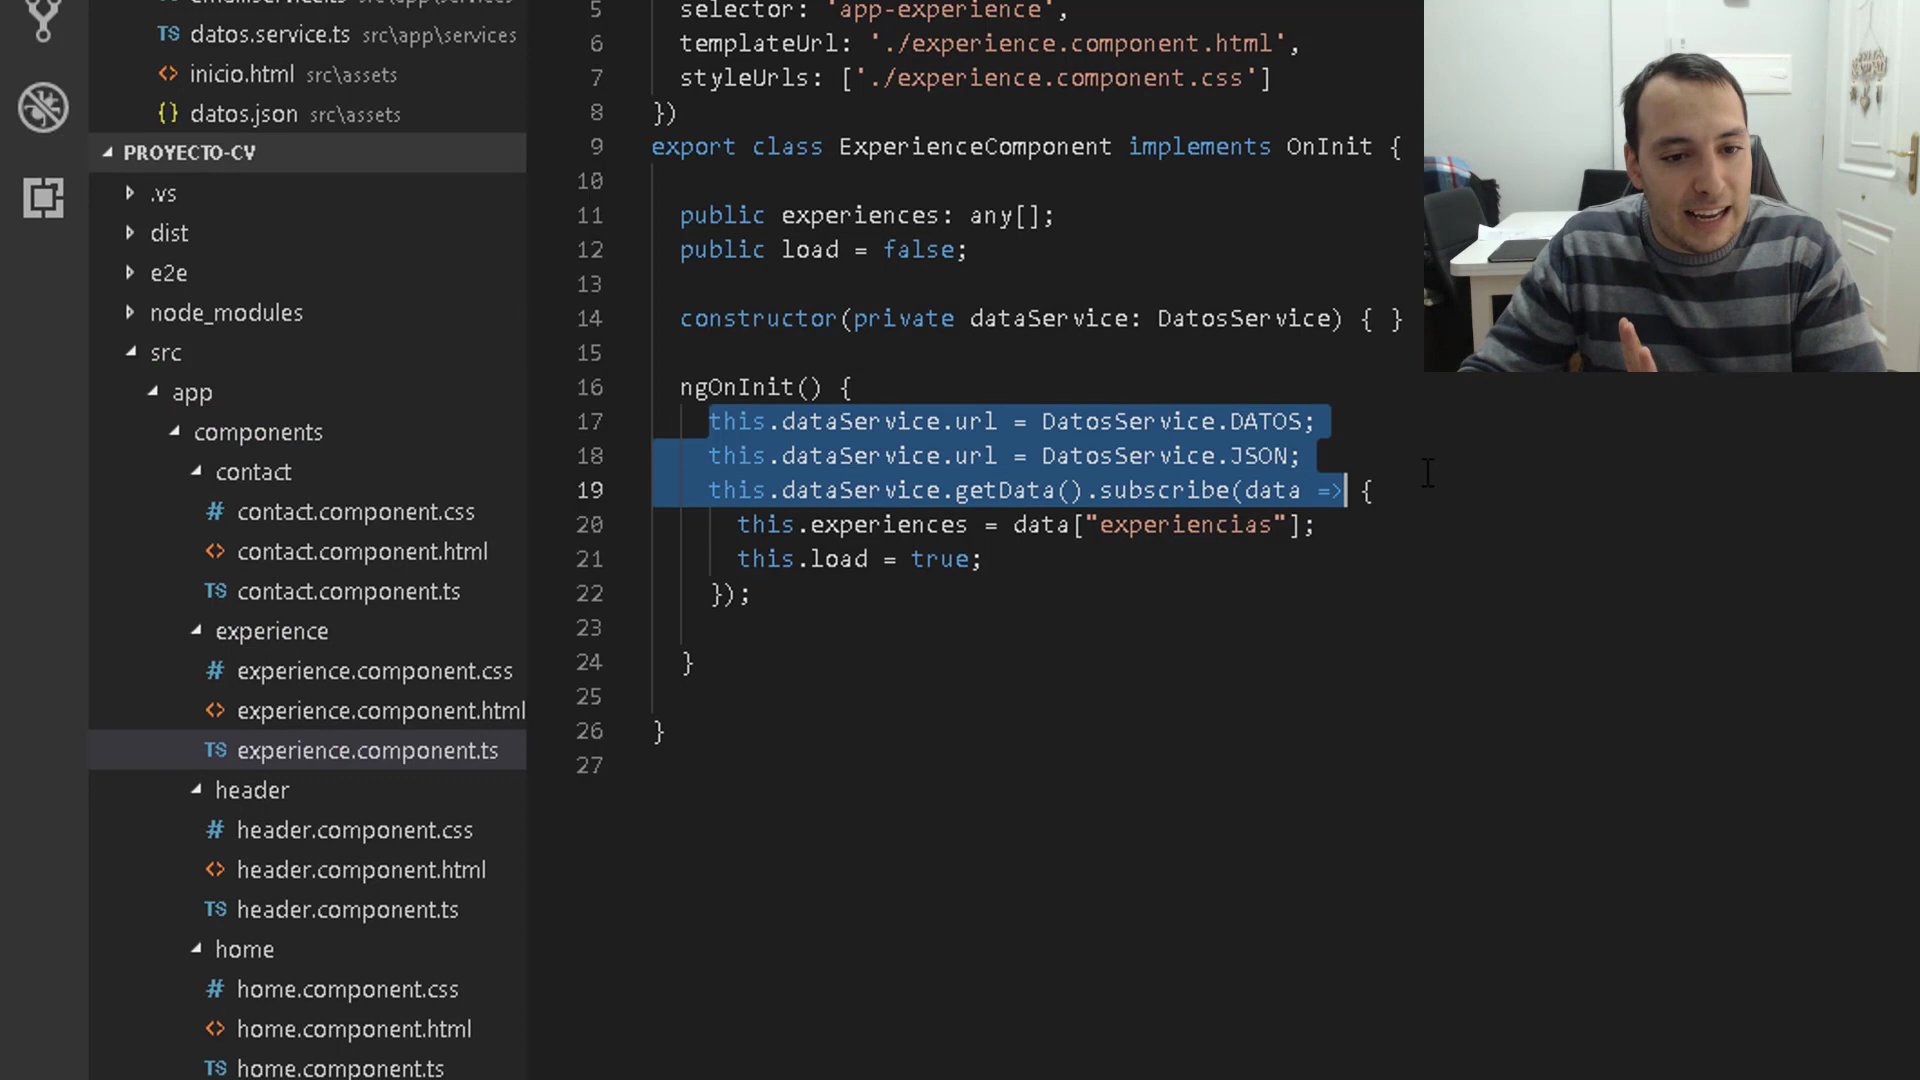 datos.service.ts src\app\services
inicio.html src\assets
datos.json src\assets
PROYECTO-CV
.vs
dist
e2e
node_modules
src
app
components
contact
contact.component.css
contact.component.html
contact.component.ts
experience
experience.component.css
experience.component.html
experience.component.ts
header
header.component.css
header.component.html
header.component.ts
home
home.component.css
home.component.html
home.component.ts
5 selector: 'app-experience',
6 templateUrl: './experience.component.html',
7 styleUrls: ['./experience.component.css']
8 })
9 export class ExperienceComponent implements OnInit {
10
11 public experiences: any[];
12 public load = false;
13
14 constructor(private dataService: DatosService) { }
15
16 ngOnInit() {
17 this.dataService.url = DatosService.DATOS;
18 this.dataService.url = DatosService.JSON;
19 this.dataService.getData().subscribe(data => {
20 this.experiences = data["experiencias"];
21 this.load = true;
22 });
23
24 }
25
26 }
27